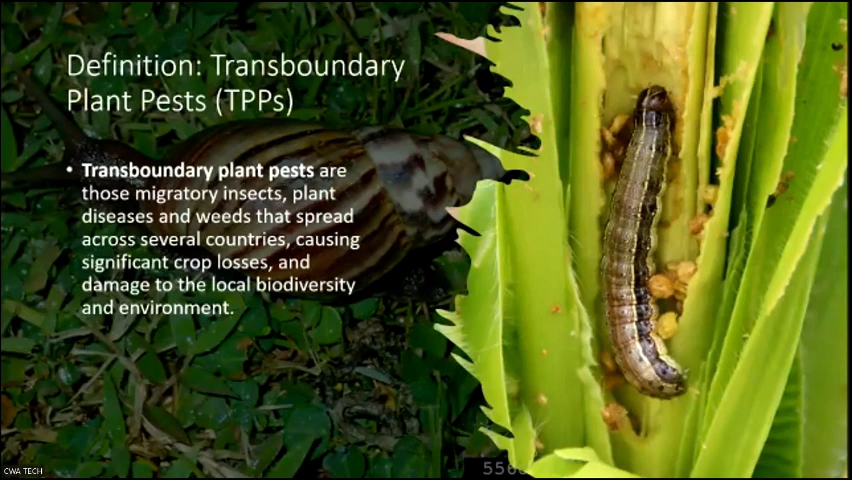 Definition: Transboundary
Plant Pests (TPPs)
• Transboundary plant pests are
those migratory insects, plant
diseases and weeds that spread
across several countries, causing
significant crop losses, and
damage to the local biodiversity
and environment.
CWA TECH